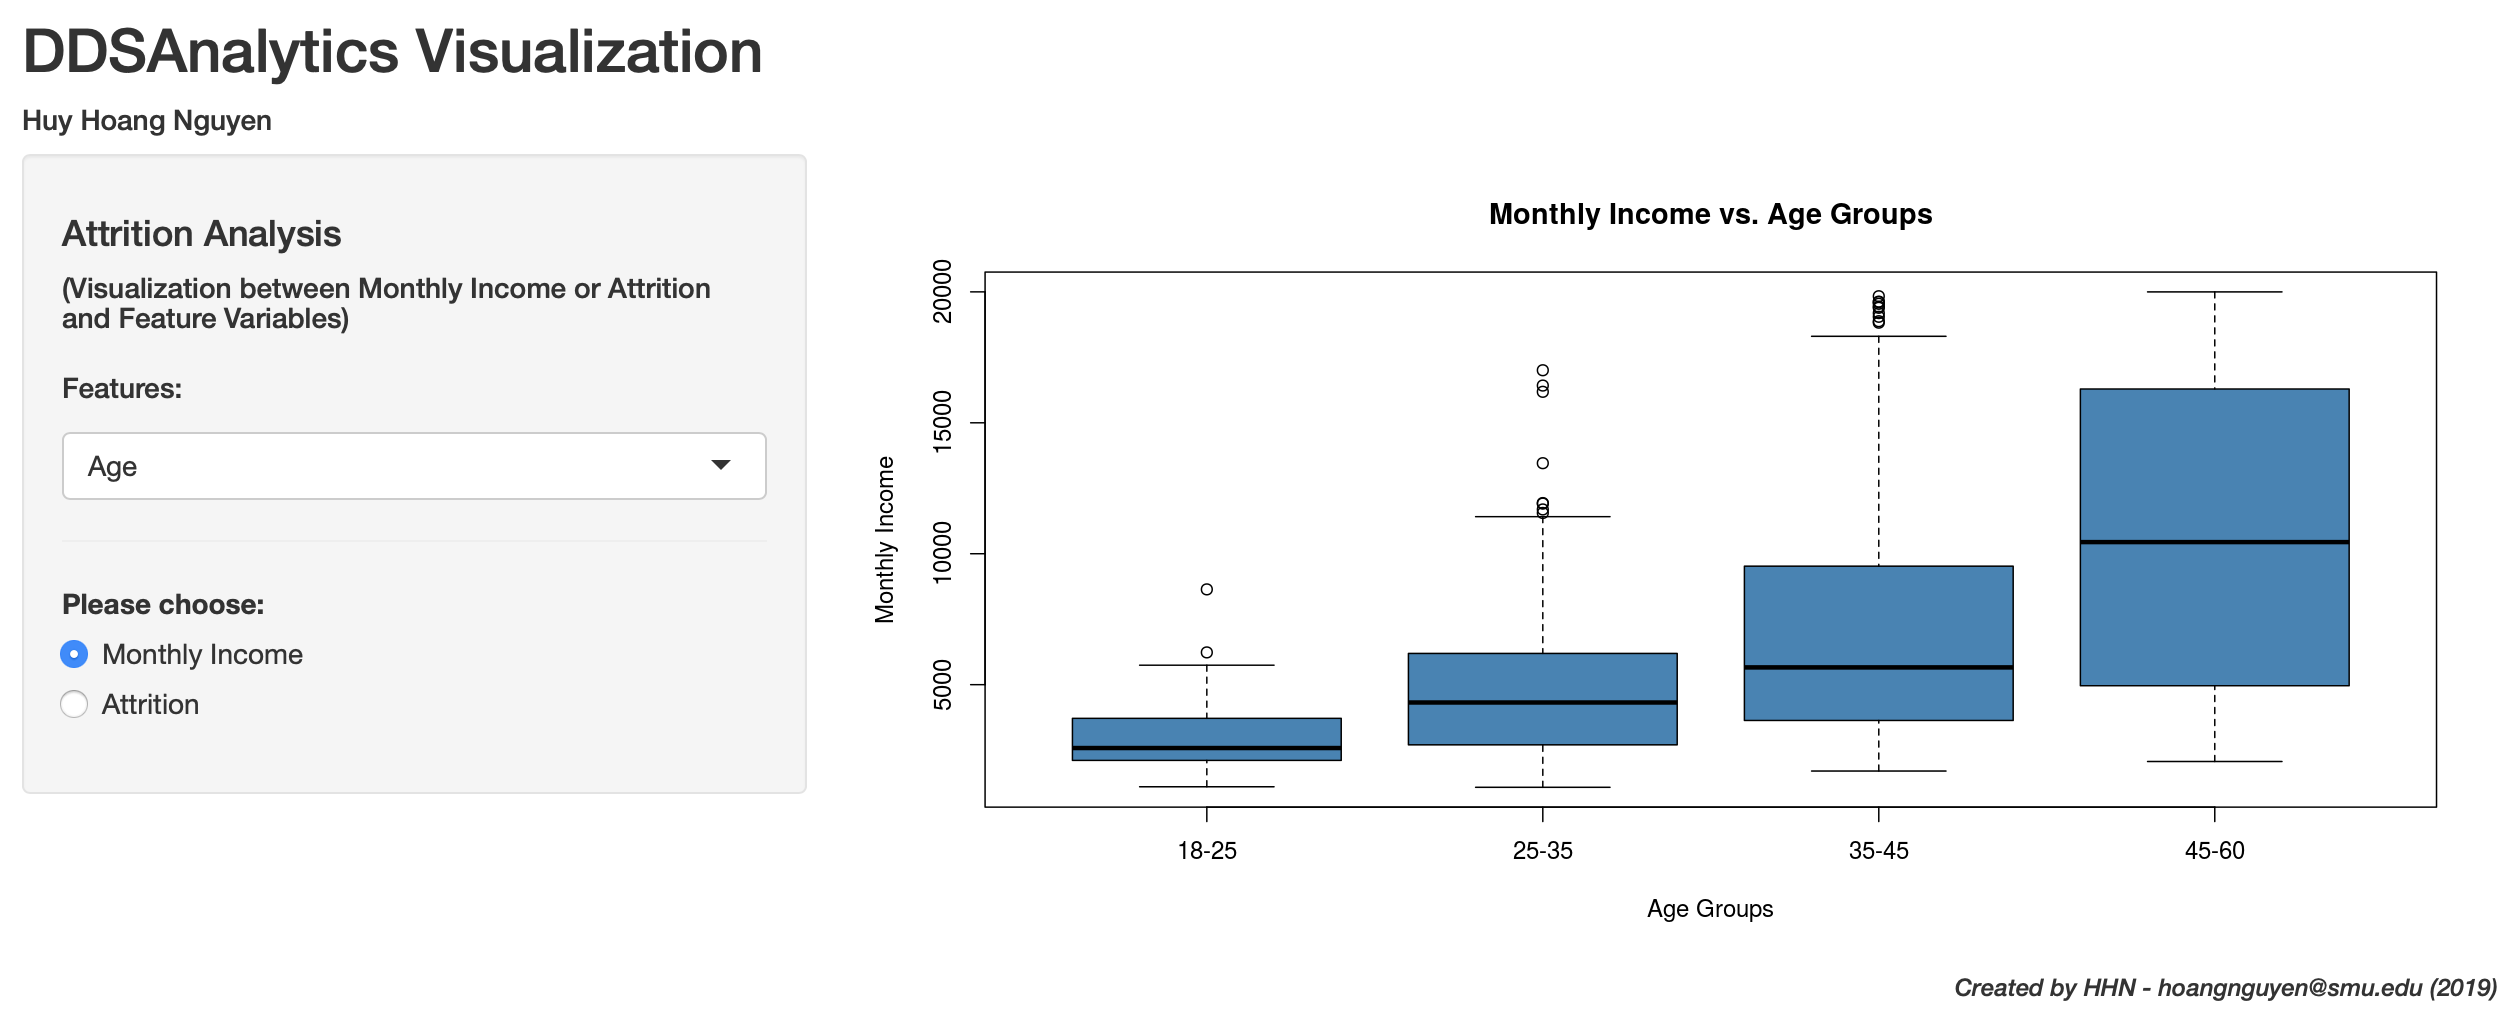 DDSAnalytics Visualization
Huy Hoang Nguyen
Attrition Analysis
(Visualization between Monthly Income or Attrition
and Feature Variables)
Features:
Age
Please choose:
Monthly Income
Attrition
Monthly Income vs. Age Groups
Monthly Income
20000
15000
10000
5000
18-25
25-35
35-45
45-60
Age Groups
Created by HHN - hoangnguyen@smu.edu (2019)